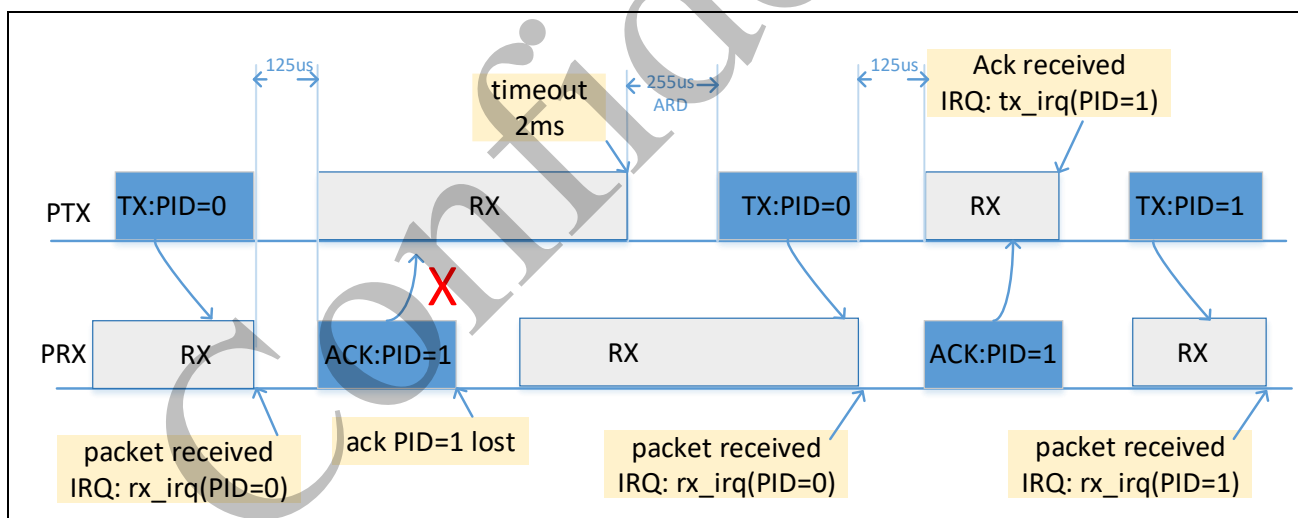 125us
timeout
2ms
255us
ARD
125us
Ack received
IRQ: tx_irq(PID=1)
PTX
TX:PID=0
RX
TX:PID=0
RX
TX:PID=1
X
PRX
RX
ACK:PID=1
RX
ACK:PID=1
RX
packet received
IRQ: rx_irq(PID=0)
ack PID=1 lost
packet received
IRQ: rx_irq(PID=0)
packet received
IRQ: rx_irq(PID=1)
Confide